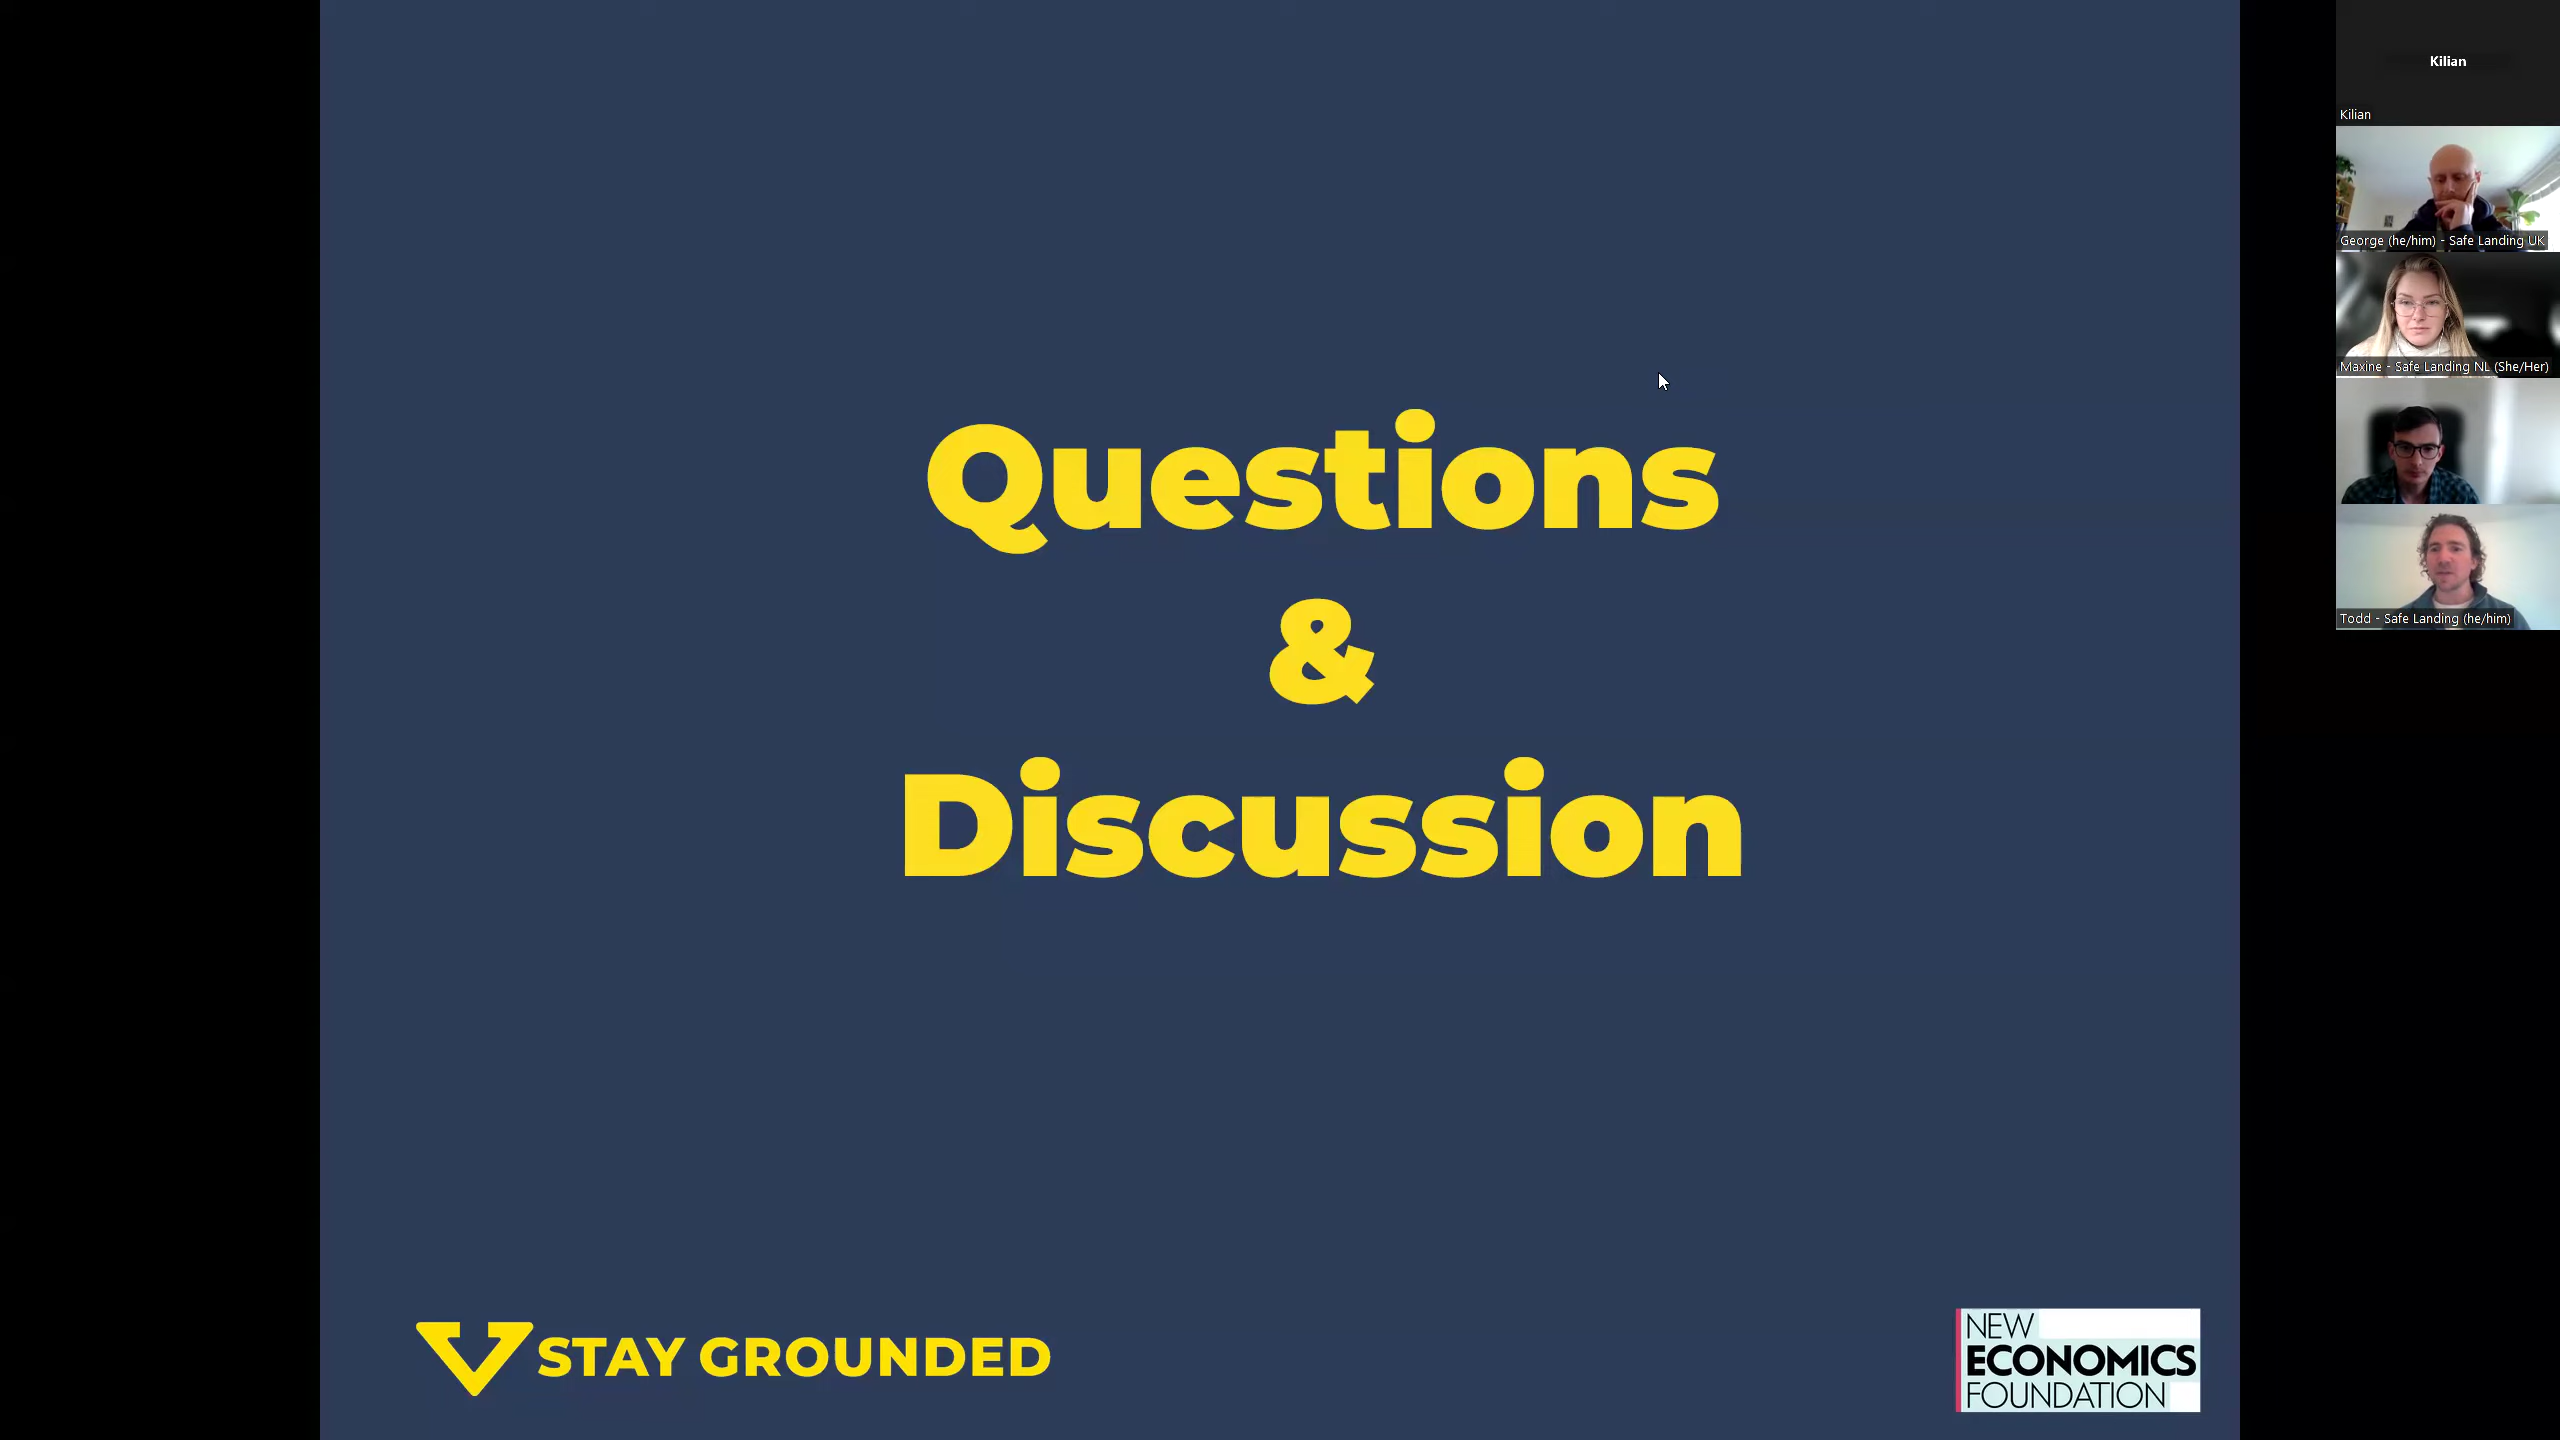 Questions
&
Discussion
STAY GROUNDED
NEW
ECONOMICS
FOUNDATION
Kilian
Kilian
George (he/him) - Safe Landing UK
Maxine - Safe Landing NL (She/Her)
Todd - Safe Landing (he/him)